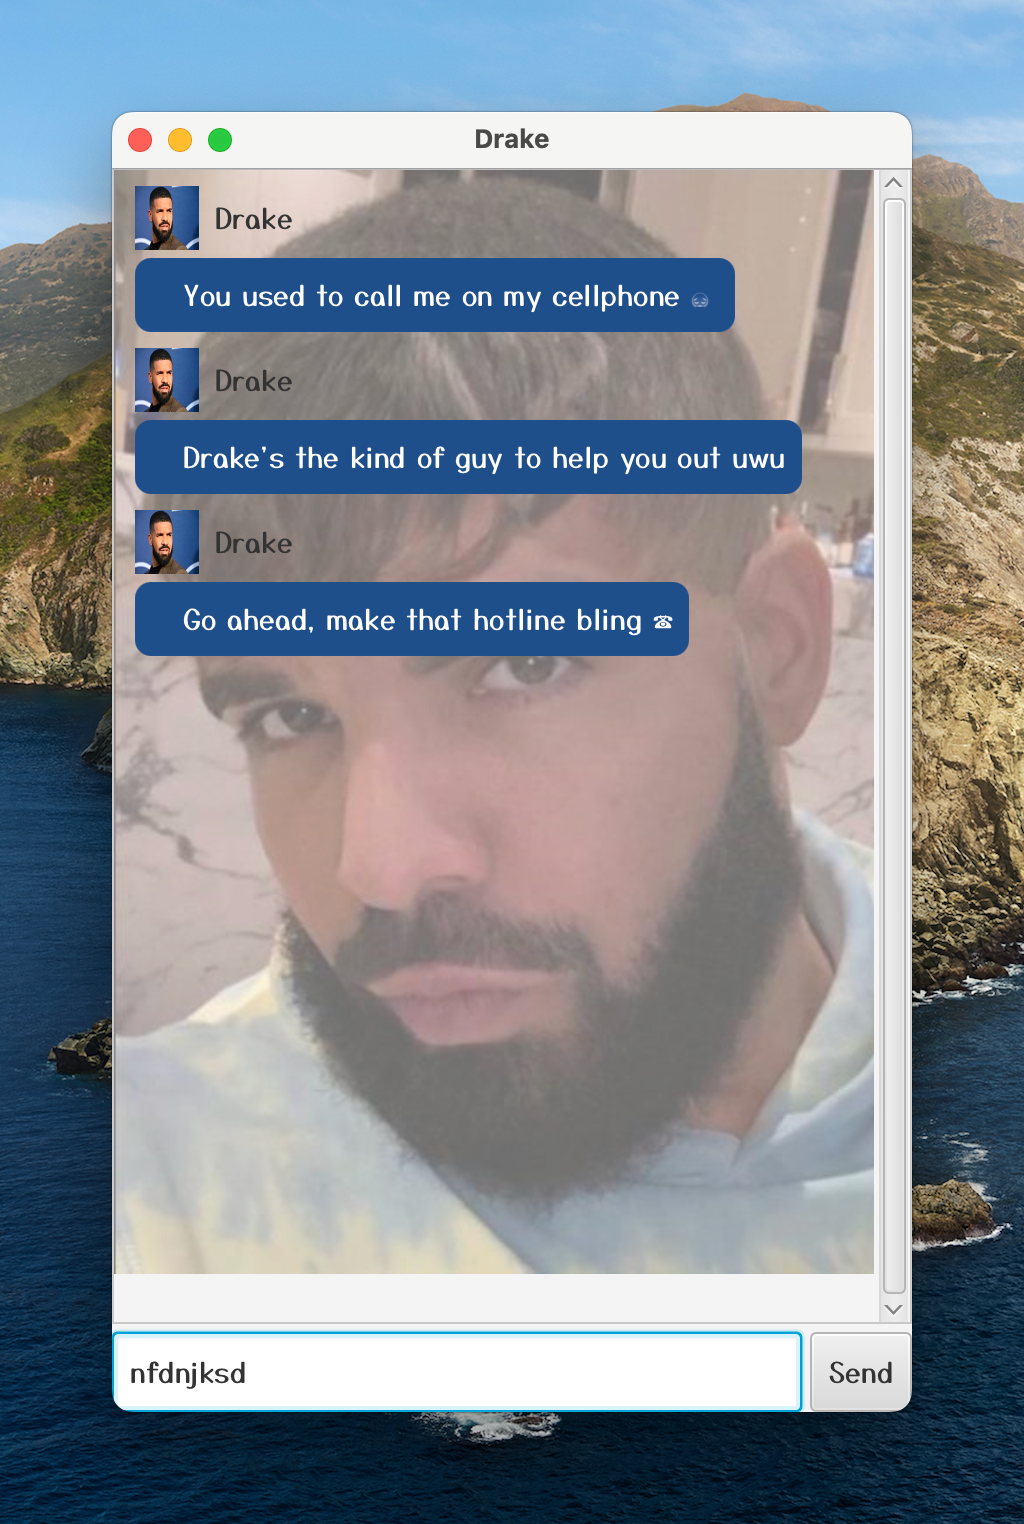 Drake
Drake
You used to call me on my cellphone
Drake
Drake's the kind of guy to help you out uwu
Drake
Go ahead, make that hotline bling ☎
nfdnjksd
Send